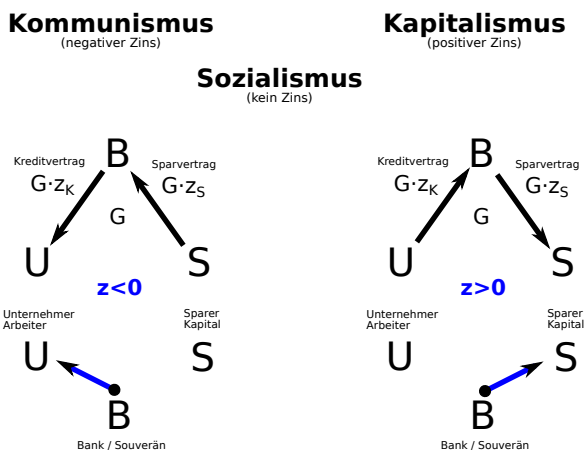 Kommunismus
(negativer Zins)
Kapitalismus
(positiver Zins)
Sozialismus
(kein Zins)
B
Kreditvertrag
G·zK
Sparvertrag
G·zS
G
U
S
z<0
Unternehmer
Arbeiter
Sparer
Kapital
U
S
B
Bank / Souverän
B
Kreditvertrag
G·zK
Sparvertrag
G·zS
G
U
S
z>0
Unternehmer
Arbeiter
Sparer
Kapital
U
S
B
Bank / Souverän